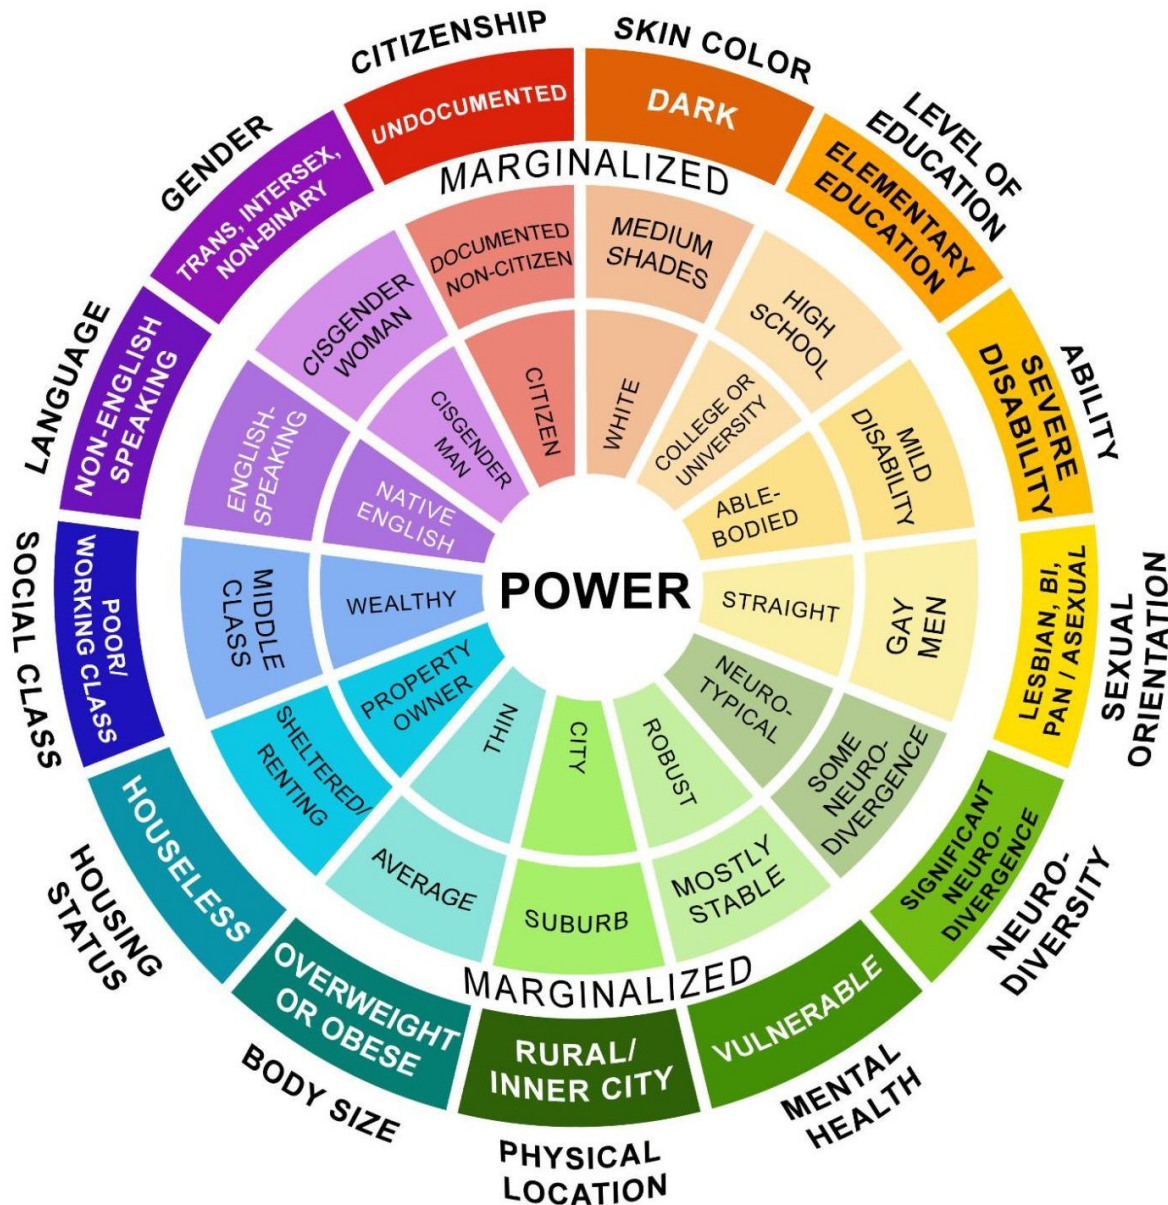 CITIZENSHIP
UNDOCUMENTED
DOCUMENTED
NON-CITIZEN
CITIZEN
SKIN COLOR
DARK
MEDIUM
SHADES
WHITE
LEVEL OF
EDUCATION
ELEMENTARY
EDUCATION
HIGH
SCHOOL
COLLEGE OR
UNIVERSITY
ABILITY
SEVERE
DISABILITY
MILD
DISABILITY
ABLE-
BODIED
SEXUAL
ORIENTATION
LESBIAN, BI,
PAN / ASEXUAL
GAY
MEN
STRAIGHT
NEURO-
DIVERSITY
SIGNIFICANT
NEURO-
DIVERGENCE
SOME
NEURO-
DIVERGENCE
NEURO-
TYPICAL
MENTAL
HEALTH
VULNERABLE
MOSTLY
STABLE
ROBUST
PHYSICAL
LOCATION
RURAL/
INNER CITY
SUBURB
CITY
BODY SIZE
OVERWEIGHT
OR OBESE
AVERAGE
THIN
HOUSING
STATUS
HOUSELESS
SHELTERED/
RENTING
PROPERTY
OWNER
SOCIAL CLASS
POOR/
WORKING CLASS
MIDDLE
CLASS
WEALTHY
LANGUAGE
NON-ENGLISH
SPEAKING
ENGLISH-
SPEAKING
NATIVE
ENGLISH
GENDER
TRANS, INTERSEX,
NON-BINARY
CISGENDER
WOMAN
CISGENDER
MAN
MARGINALIZED
POWER
MARGINALIZED